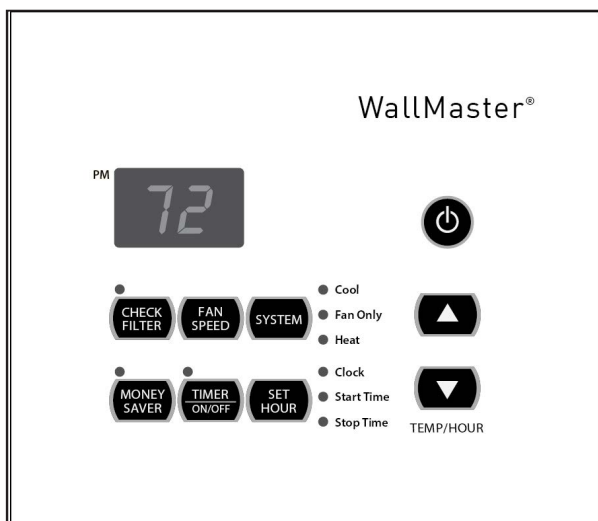 WallMaster®
PM
72
CHECK
FILTER
FAN
SPEED
SYSTEM
Cool
Fan Only
Heat
MONEY
SAVER
TIMER
ON/OFF
SET
HOUR
Clock
Start Time
Stop Time
TEMP/HOUR